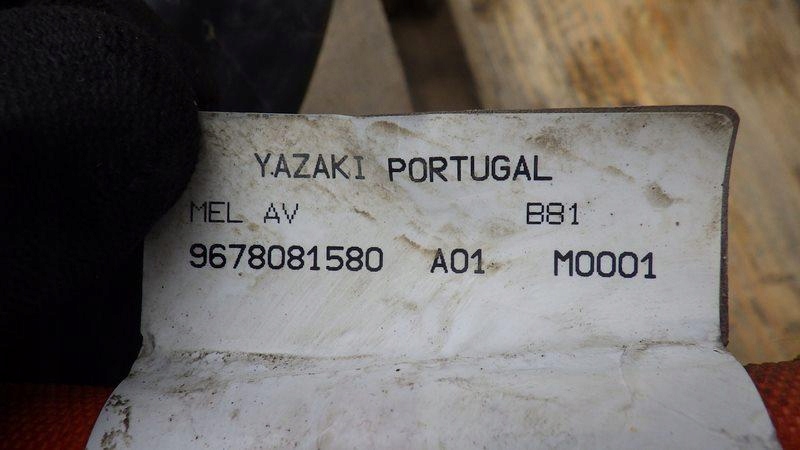 YAZAKI PORTUGAL
MEL AV B81
9678081580 A01 M0001